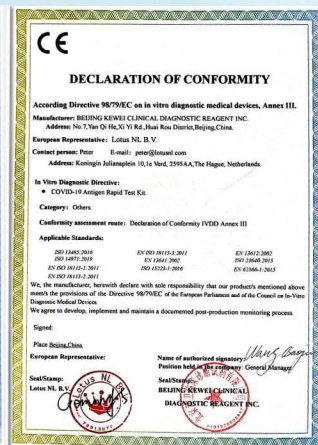 CE
DECLARATION OF CONFORMITY
According Directive 98/79/EC on in vitro diagnostic medical devices, Annex III.
Manufacturer: BEIJING KEWEI CLINICAL DIAGNOSTIC REAGENT INC.
Address: No.7,Yan Qi He,Xi Yi Rd.,Huai Rou District,Beijing,China.
European Representative: Lotus NL B.V.
Contact person: Peter E-mail: peter@lotusnl.com
Address: Koningin Julianaplein 10,1e Verd, 2595AA,The Hague, Netherlands.
In Vitro Diagnostic Directive:
• COVID-19 Antigen Rapid Test Kit.
Category: Others.
Conformity assessment route: Declaration of Conformity IVDD Annex III
Applicable Standards:
ISO 13485:2016 EN ISO 18113-3:2011 EN 13612:2002
ISO 14971:2019 EN 13641:2002 ISO 23640:2015
EN ISO 18113-1:2011 ISO 15223-1:2016 EN 62366-1:2015
EN ISO 18113-2:2011
We, the manufacturer, herewith declare with sole responsibility that our product/s mentioned above
meet/s the provisions of the Directive 98/79/EC of the European Parliament and of the Council on In-Vitro
Diagnostic Medical Devices.
We agree to develop, implement and maintain a documented post-production monitoring process.
Signed:
Place Beijing,China.
European Representative:
Name of authorized signatory:
Position held in the company: General Manager
Seal/Stamp:
Lotus NL B.V.
Seal/Stamp:
BEIJING KEWEI CLINICAL
DIAGNOSTIC REAGENT INC.